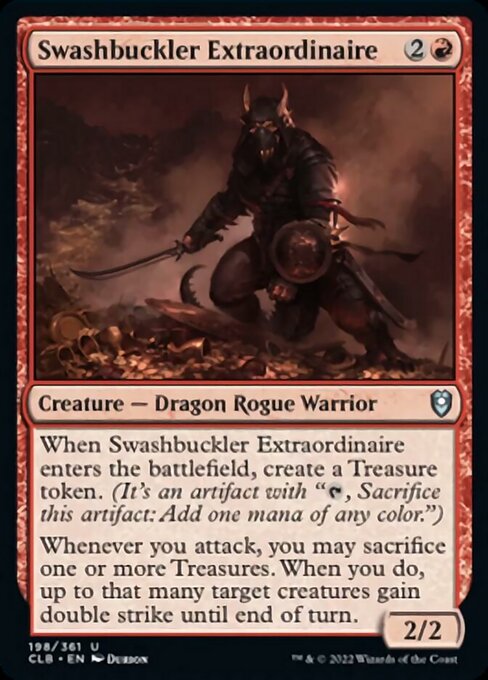 Swashbuckler Extraordinaire 2
Creature — Dragon Rogue Warrior
When Swashbuckler Extraordinaire
enters the battlefield, create a Treasure
token. (It's an artifact with “, Sacrifice
this artifact: Add one mana of any color.”)
Whenever you attack, you may sacrifice
one or more Treasures. When you do,
up to that many target creatures gain
double strike until end of turn.
2/2
198/361 U
CLB • EN Durion
™ & © 2022 Wizards of the Coast